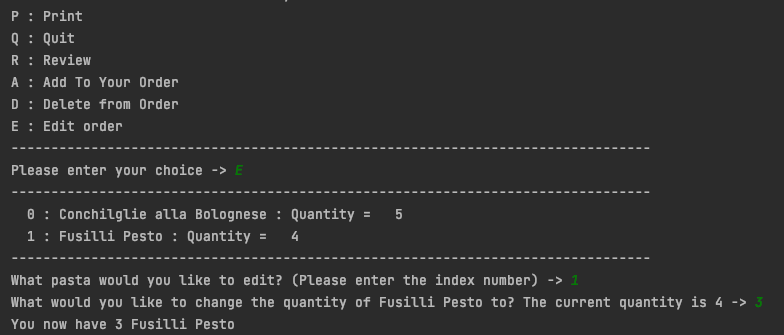 P : Print
Q : Quit
R : Review
A : Add To Your Order
D : Delete from Order
E : Edit order
--------------------------------------------------------------------------------
Please enter your choice -> E
--------------------------------------------------------------------------------
  0 : Conchilglie alla Bolognese : Quantity =   5
  1 : Fusilli Pesto : Quantity =   4
--------------------------------------------------------------------------------
What pasta would you like to edit? (Please enter the index number) -> 1
What would you like to change the quantity of Fusilli Pesto to? The current quantity is 4 -> 3
You now have 3 Fusilli Pesto